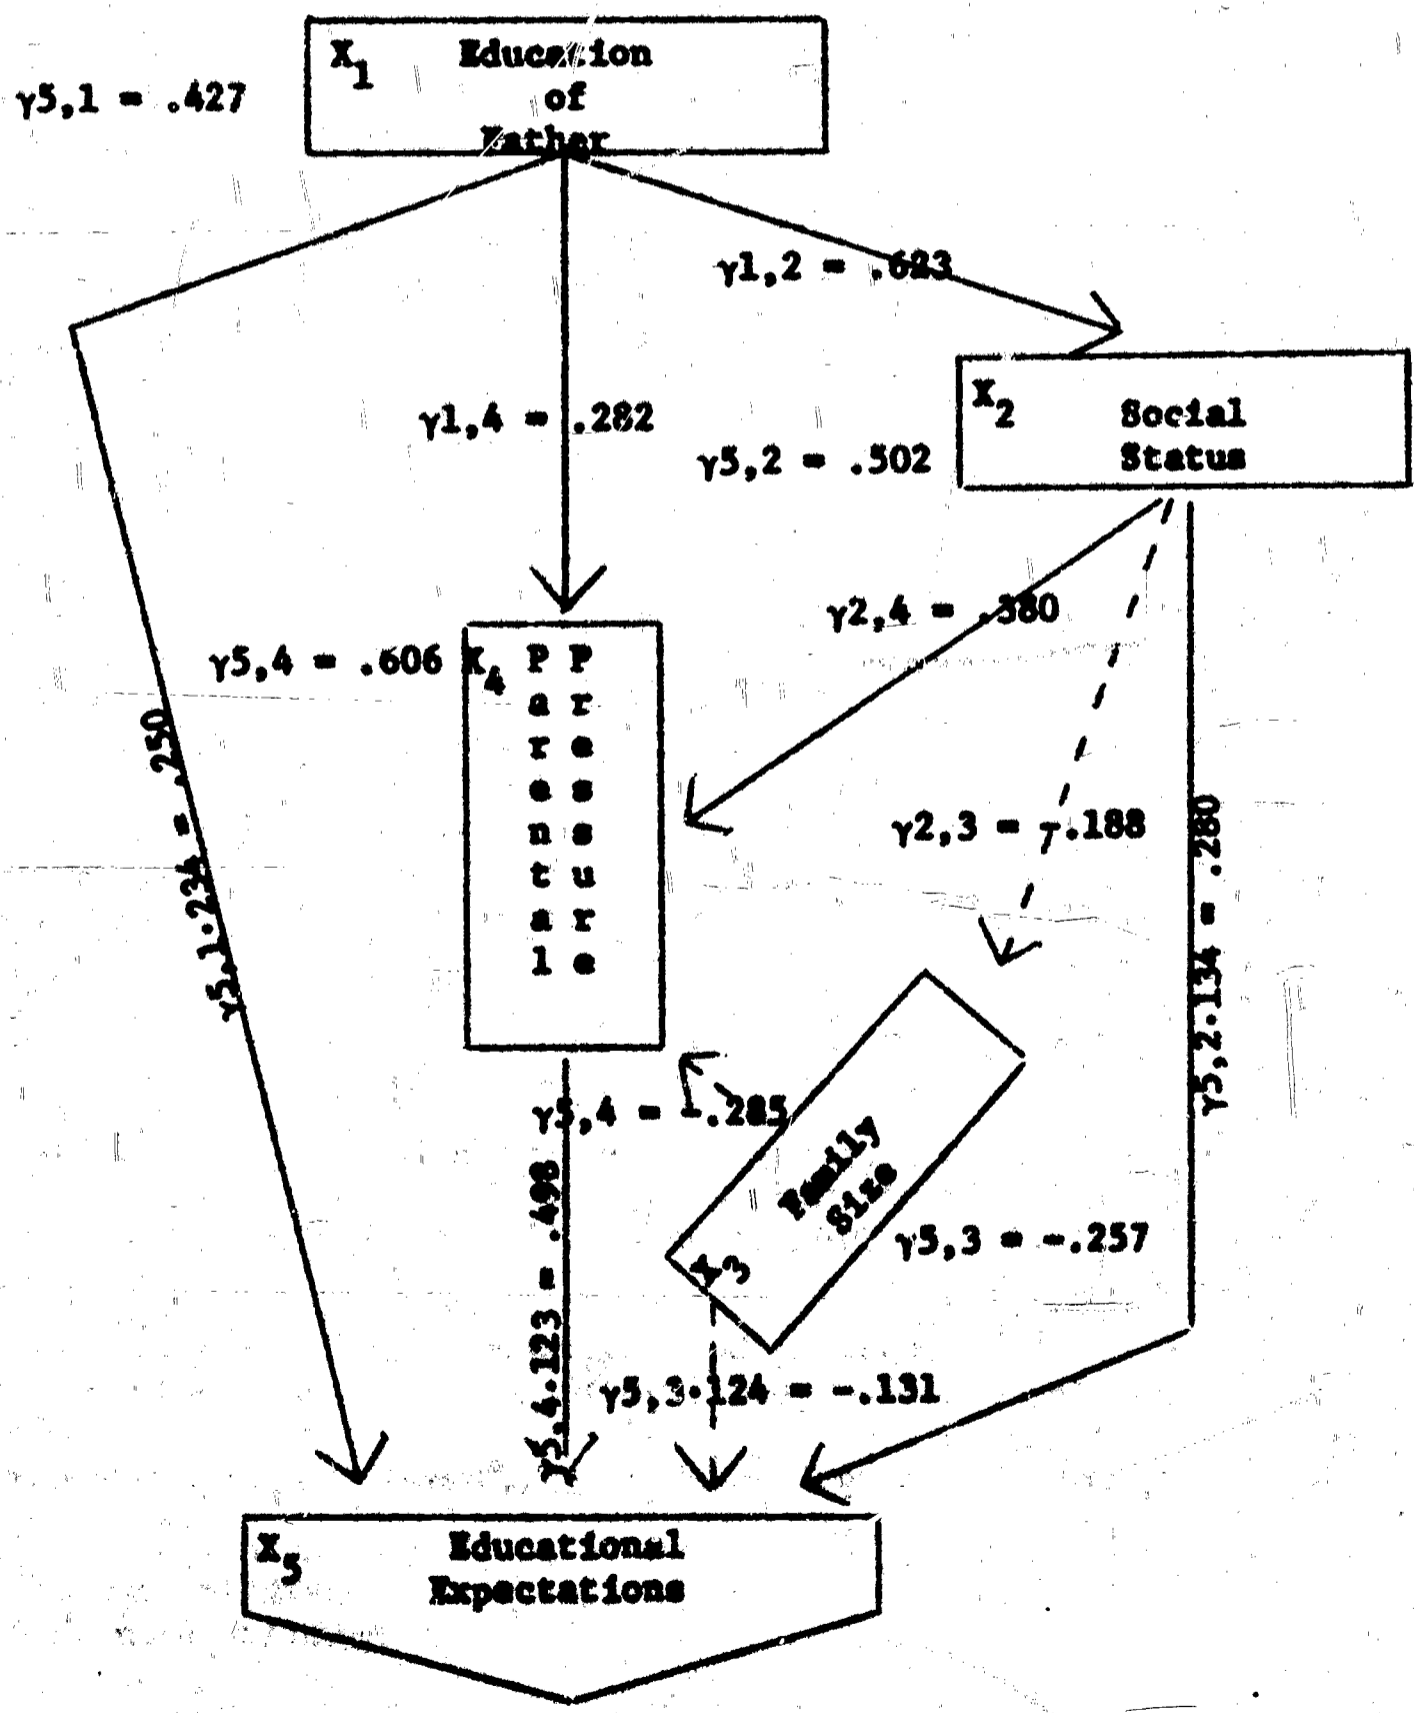 X1 Education
of
Father
γ5,1 = .427
γ1,2 = .623
γ1,4 = .282
X2 Social
Status
γ5,2 = .502
γ2,4 = .380
γ5,4 = .606
X4 Parental Pressure
γ5,1·234 = .250
γ2,3 = -.188
γ5,2·134 = .280
γ5,4 = -.285
X3 Family
Size
γ5,3 = -.257
γ5,4.123 = .498
γ5,3·124 = -.131
X5 Educational
Expectations